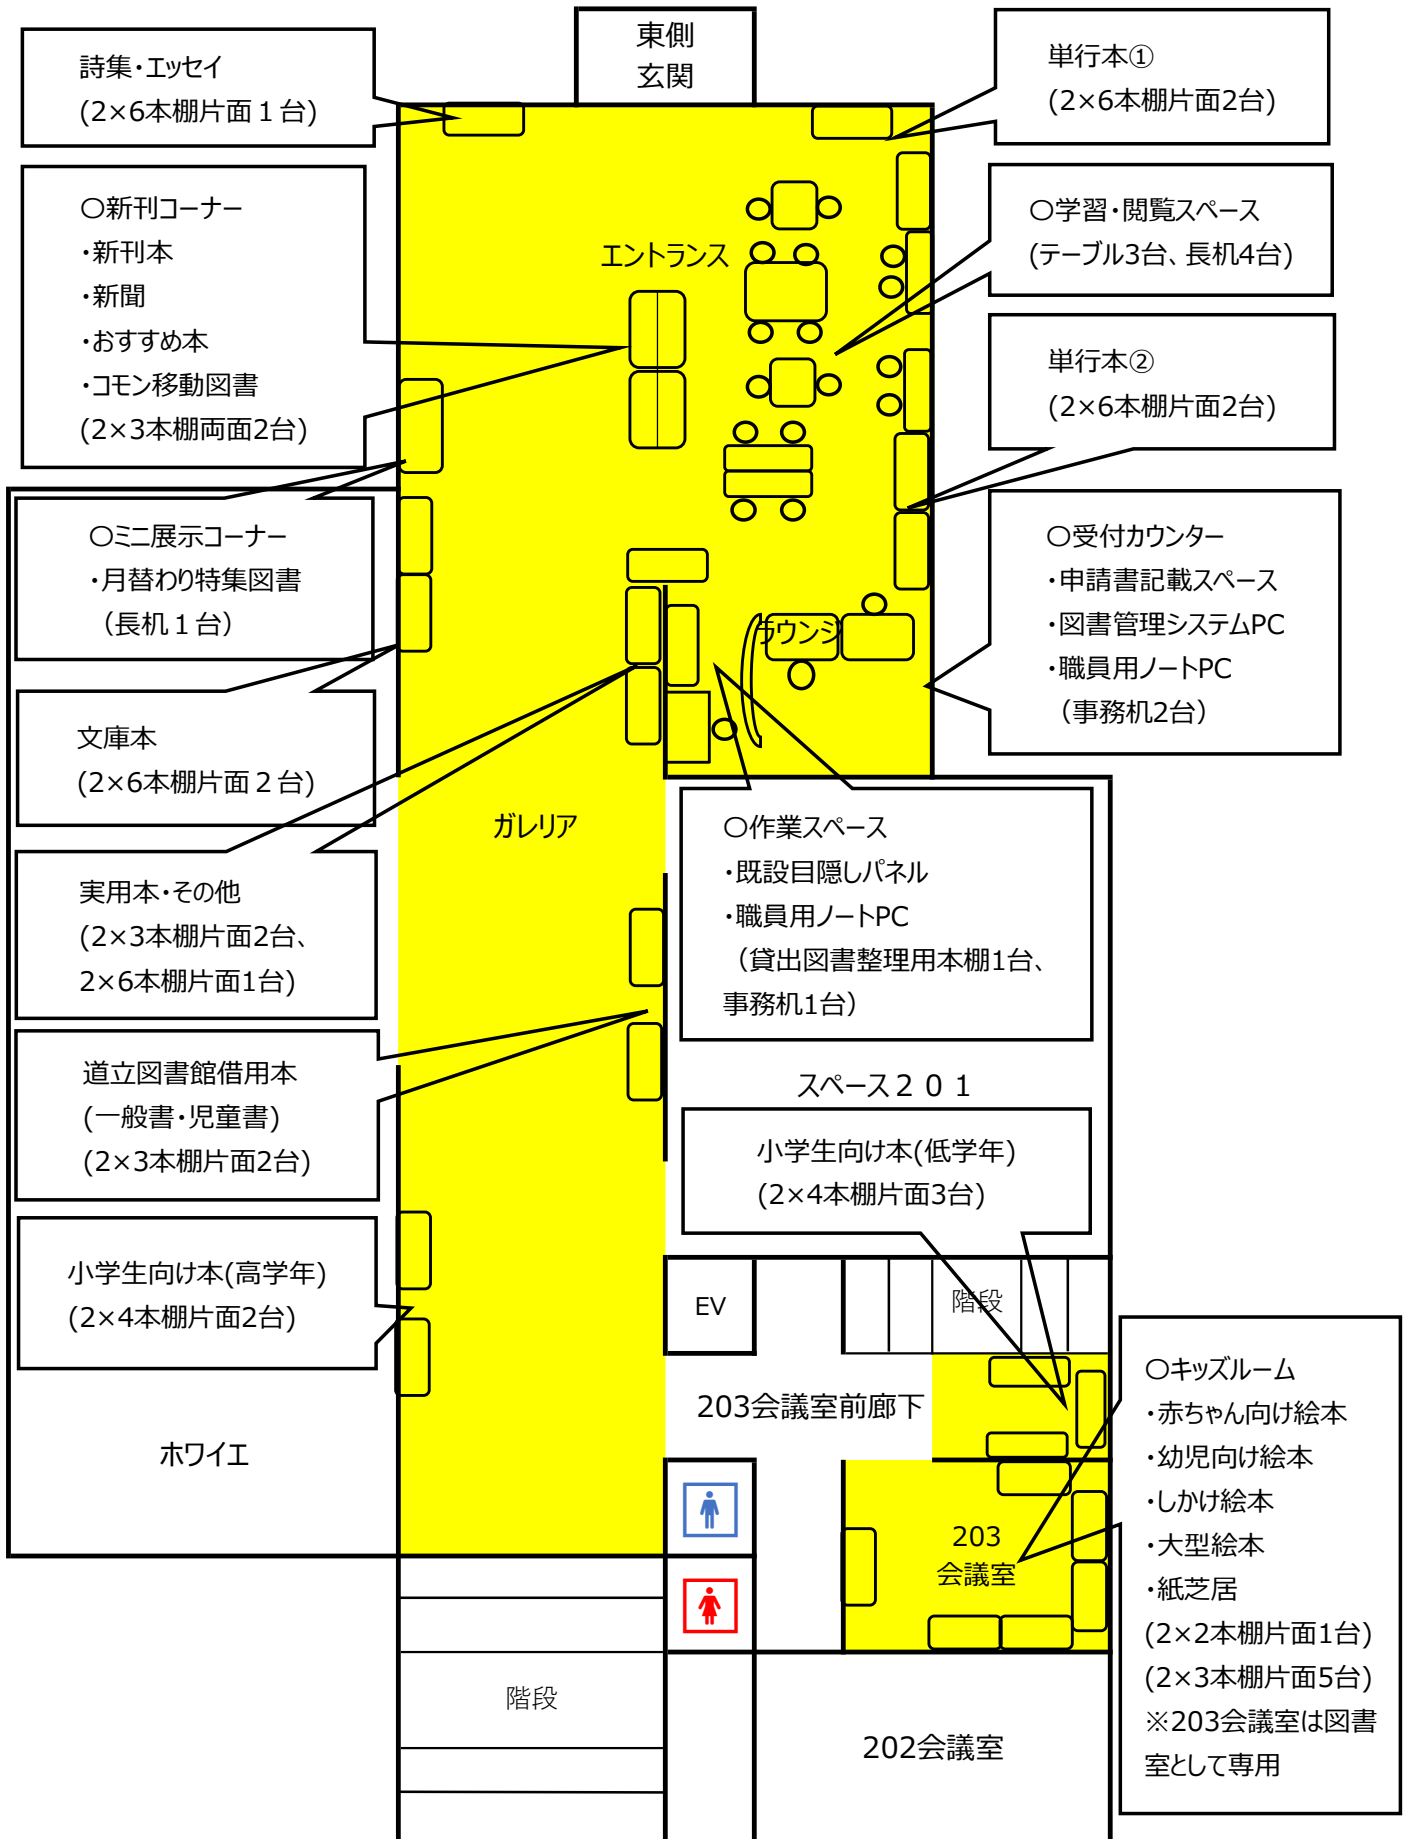 東側
玄関
詩集・エッセイ
(2×6本棚片面１台)
単行本①
(2×6本棚片面2台)
〇新刊コーナー
・新刊本
・新聞
・おすすめ本
・コモン移動図書
(2×3本棚両面2台)
エントランス
〇学習・閲覧スペース
(テーブル3台、長机4台)
単行本②
(2×6本棚片面2台)
〇ミニ展示コーナー
・月替わり特集図書
（長机１台）
〇受付カウンター
・申請書記載スペース
・図書管理システムPC
・職員用ノートPC
（事務机2台）
ラウンジ
文庫本
(2×6本棚片面２台)
ガレリア
〇作業スペース
・既設目隠しパネル
・職員用ノートPC
（貸出図書整理用本棚1台、
事務机1台）
実用本・その他
(2×3本棚片面2台、
2×6本棚片面1台)
道立図書館借用本
(一般書・児童書)
(2×3本棚片面2台)
スペース２０１
小学生向け本(低学年)
(2×4本棚片面3台)
小学生向け本(高学年)
(2×4本棚片面2台)
EV
階段
203会議室前廊下
ホワイエ
203
会議室
〇キッズルーム
・赤ちゃん向け絵本
・幼児向け絵本
・しかけ絵本
・大型絵本
・紙芝居
(2×2本棚片面1台)
(2×3本棚片面5台)
※203会議室は図書
室として専用
階段
202会議室